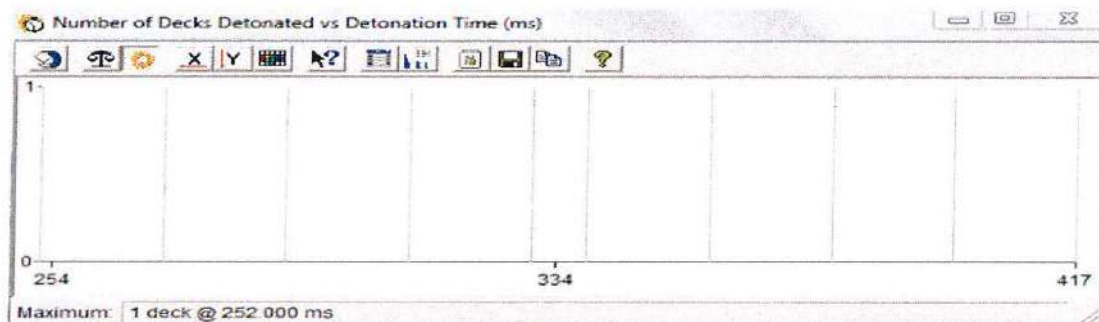 Number of Decks Detonated vs Detonation Time (ms)
X Y ?
?
1
0
254 334 417
Maximum: 1 deck @ 252.000 ms